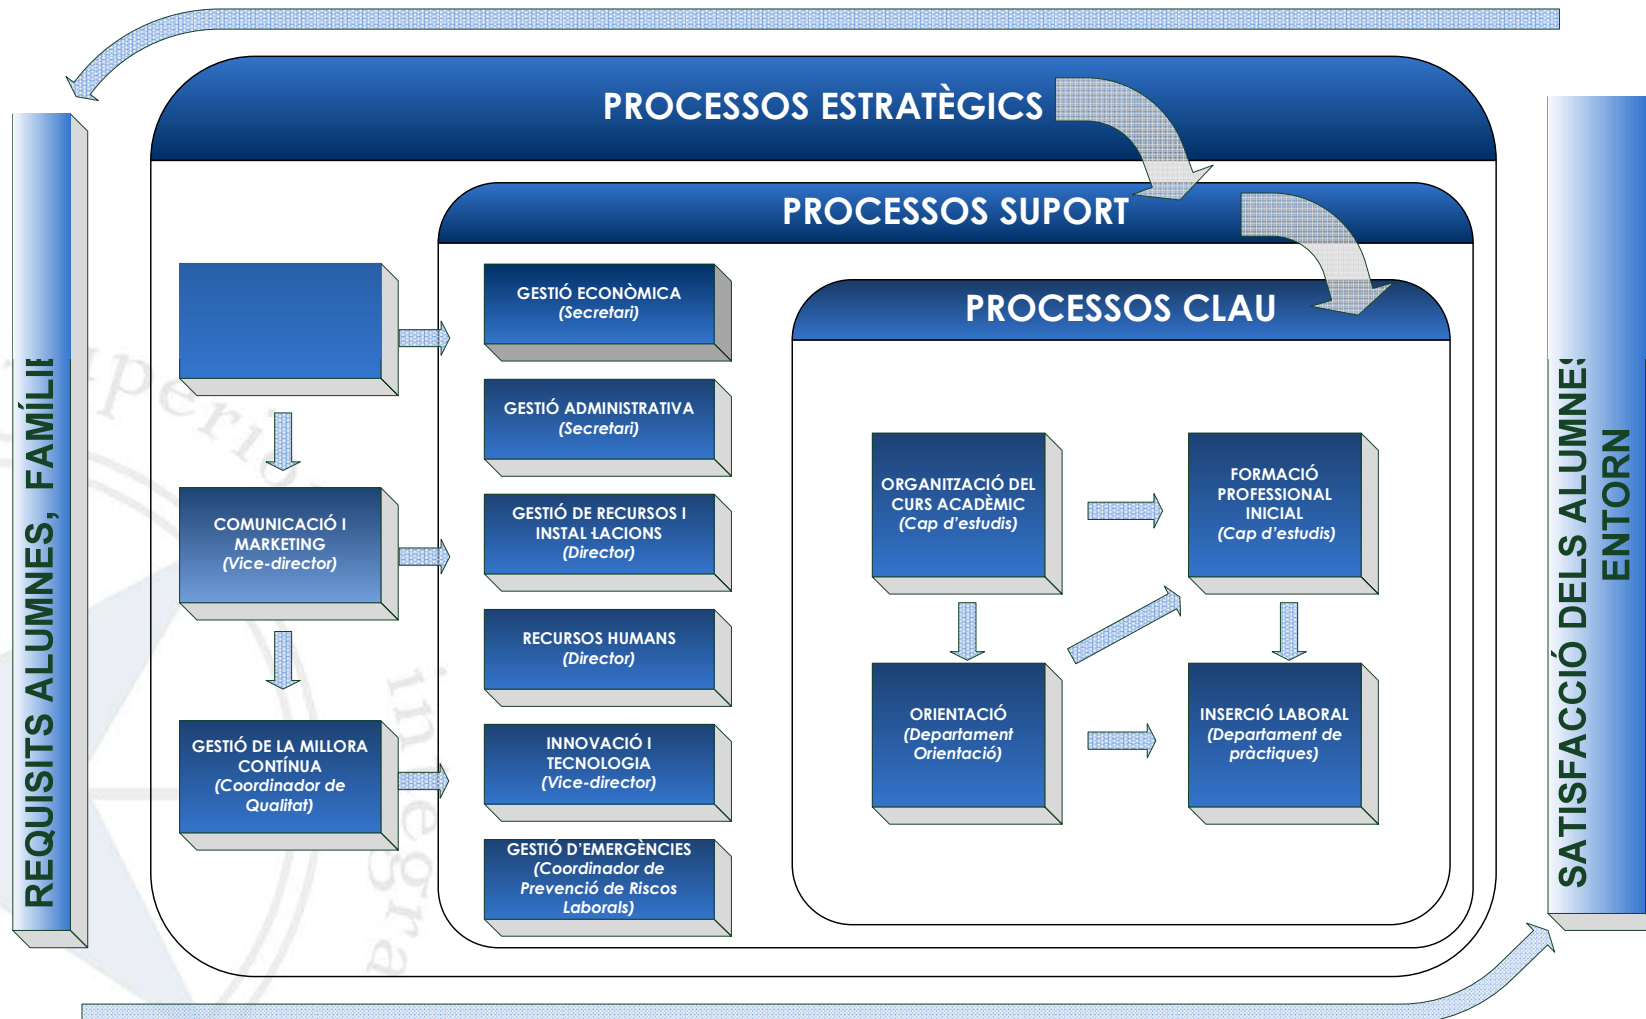 PROCESSOS ESTRATÈGICS
PROCESSOS SUPORT
PROCESSOS CLAU
REQUISITS ALUMNES,
COMUNICACIÓ I
MARKETING
(Vice-director)
GESTIÓ DE LA MILLORA
CONTÍNUA
(Coordinador de
Qualitat)
GESTIÓ ECONÒMICA
(Secretari)
GESTIÓ ADMINISTRATIVA
(Secretari)
GESTIÓ DE RECURSOS I
INSTAL·LACIONS
(Director)
RECURSOS HUMANS
(Director)
INNOVACIÓ I
TECNOLOGIA
(Vice-director)
GESTIÓ D'EMERGÈNCIES
(Coordinador de
Prevenció de Riscos
Laborals)
ORGANITZACIÓ DEL
CURS ACADÈMIC
(Cap d'estudis)
FORMACIÓ
PROFESSIONAL
INICIAL
(Cap d'estudis)
ORIENTACIÓ
(Departament
Orientació)
INSERCIÓ LABORAL
(Departament de
pràctiques)
SATISFACCIÓ DELS ALUMNES
ENTORN